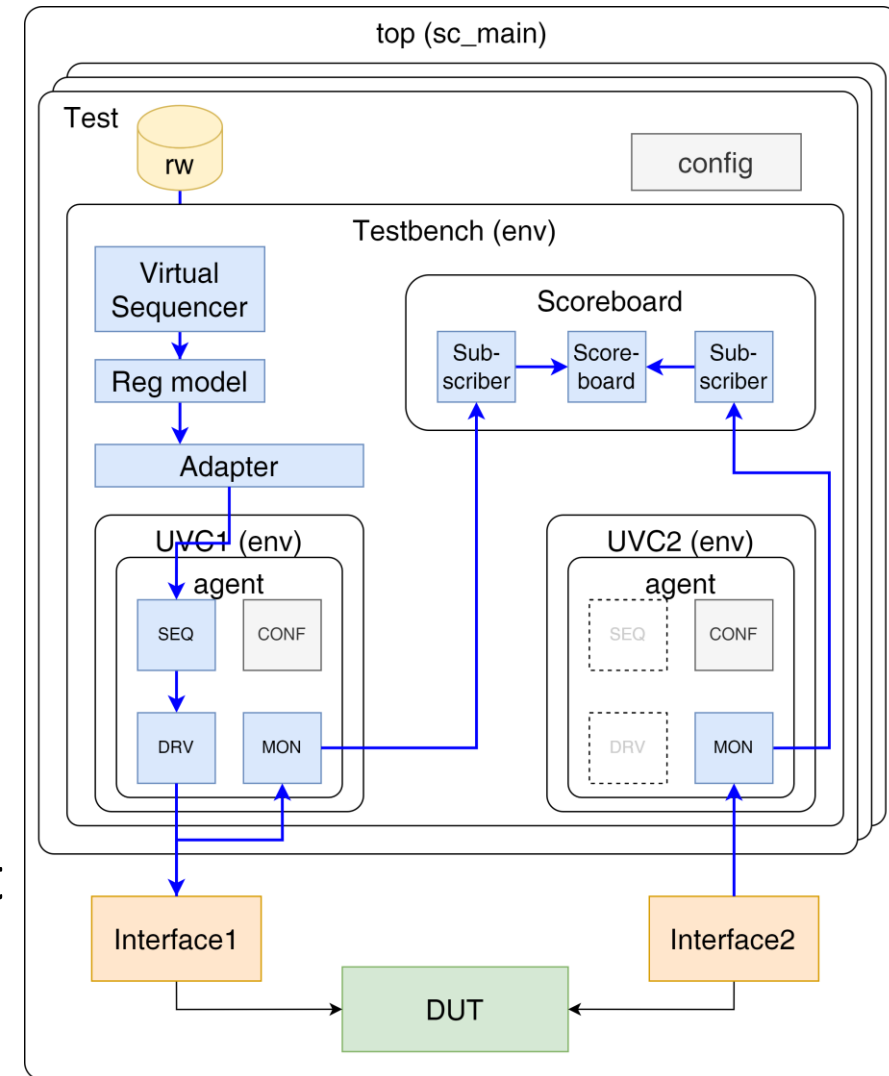 top (sc_main)
Test
rw
config
Testbench (env)
Virtual
Sequencer
Scoreboard
Sub-
scriber
Score-
board
Sub-
scriber
Reg model
Adapter
UVC1 (env)
agent
SEQ
CONF
DRV
MON
UVC2 (env)
agent
SEQ
CONF
DRV
MON
Interface1
Interface2
DUT